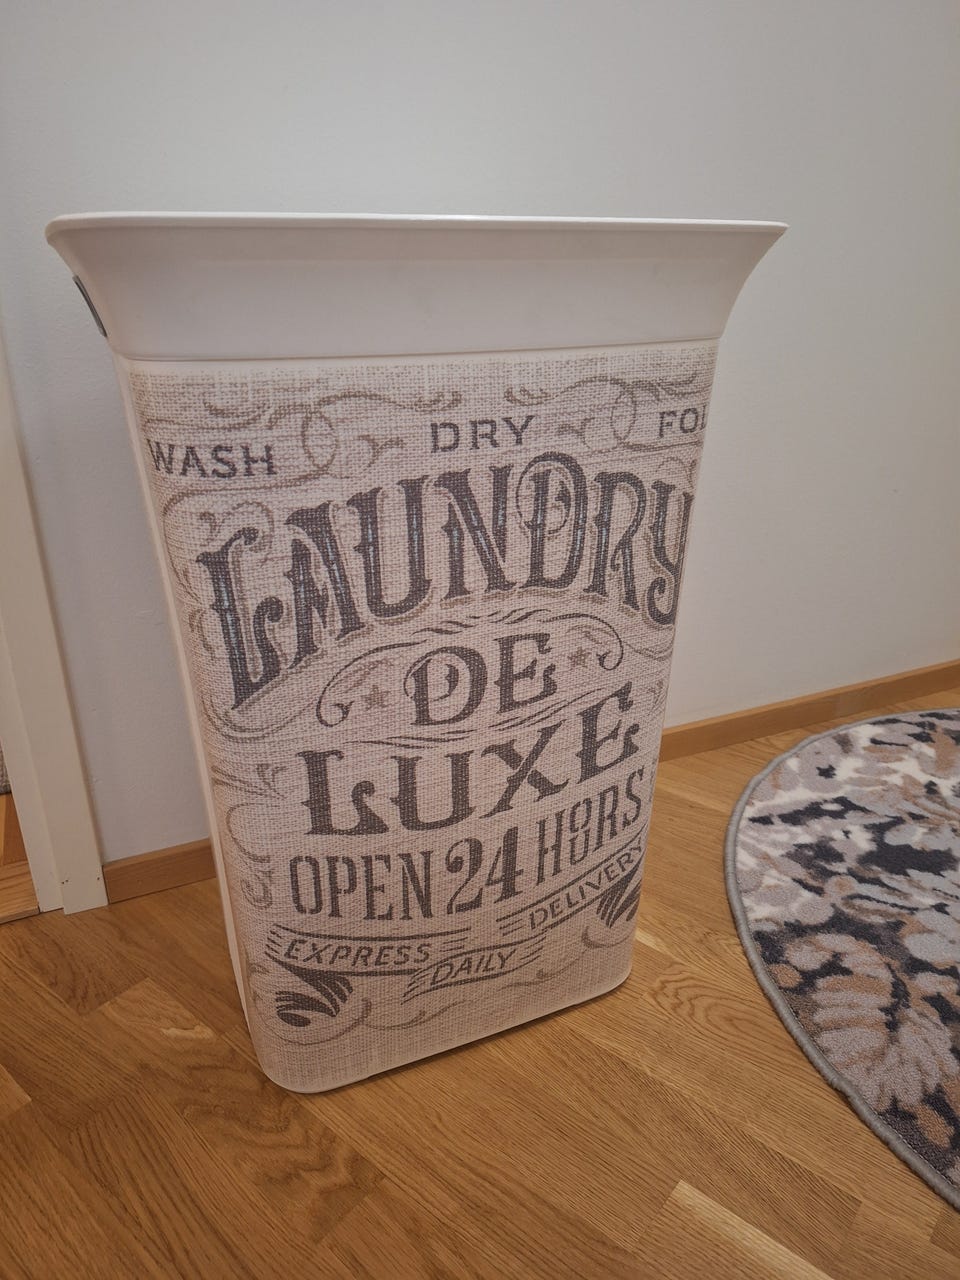 WASH DRY FOL
LAUNDRY
DE
LUXE
OPEN 24 HOURS
EXPRESS DAILY DELIVERY